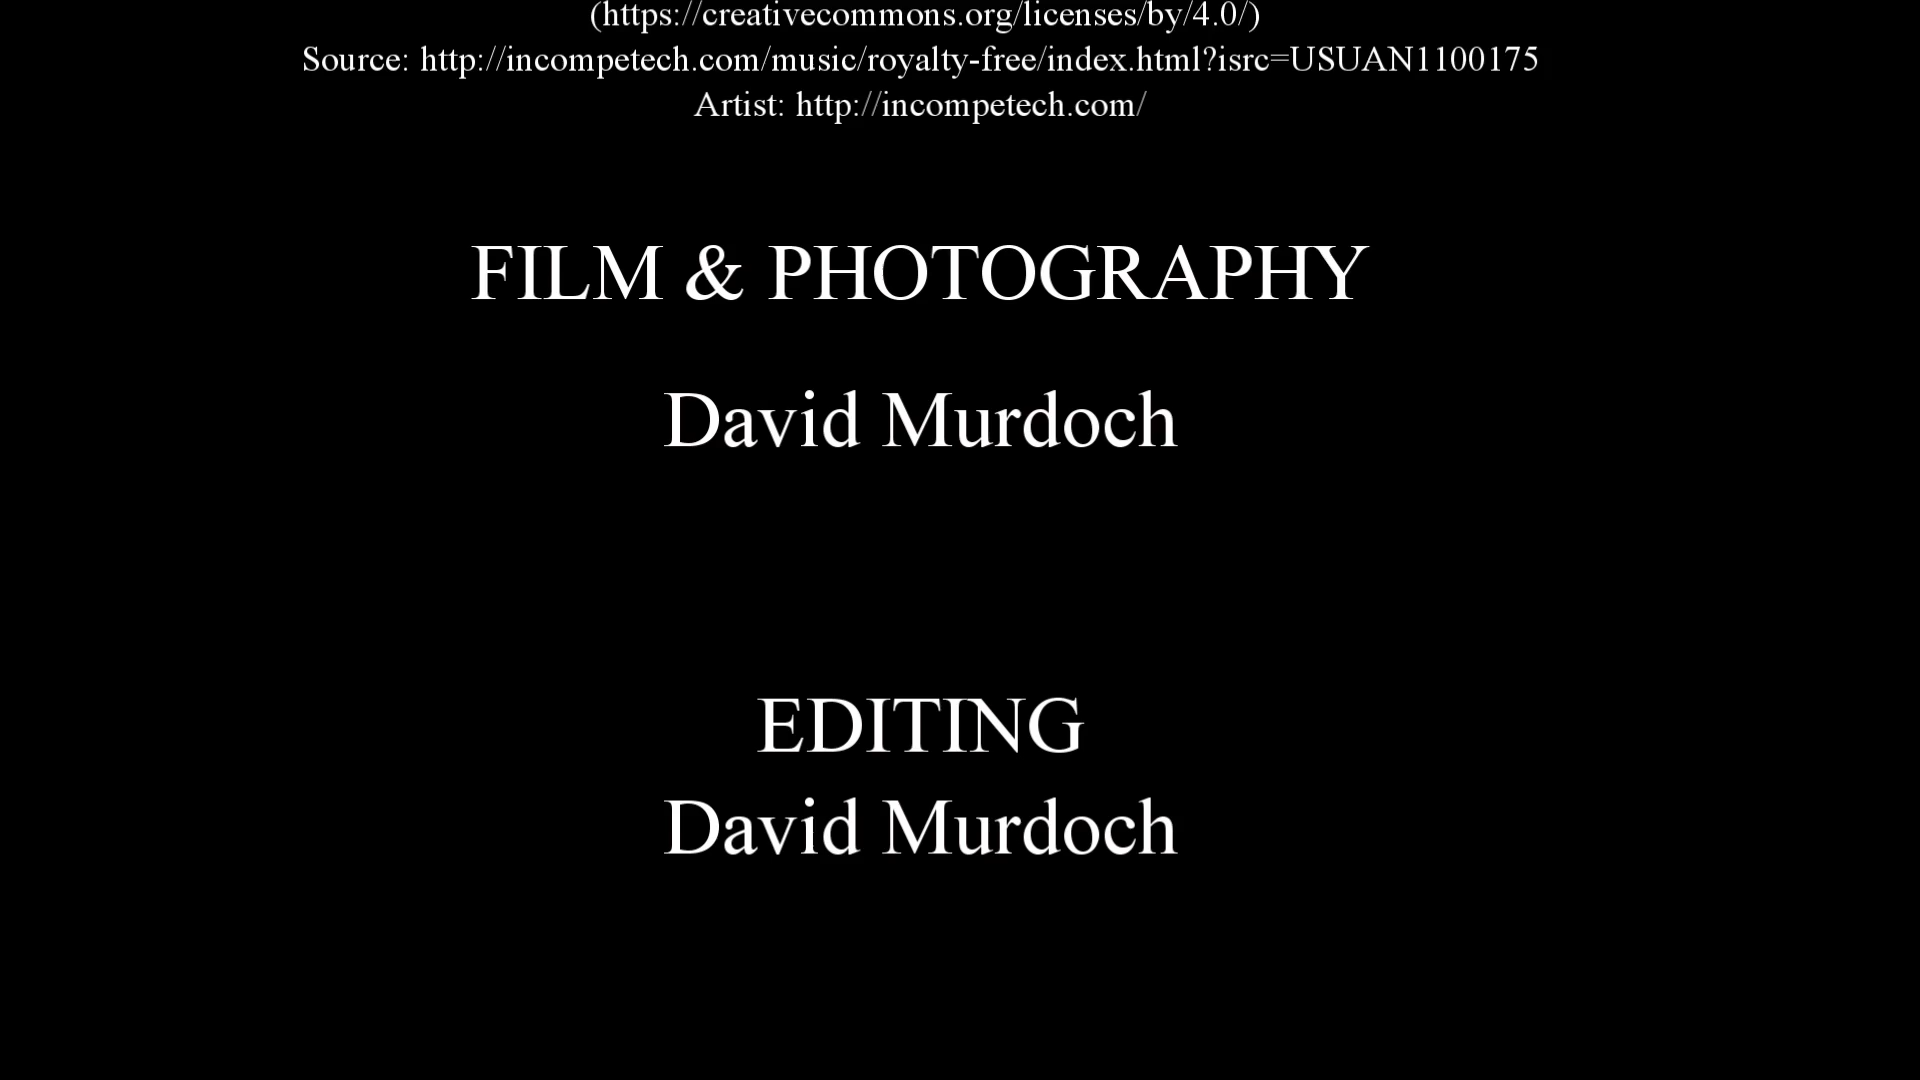 (https://creativecommons.org/licenses/by/4.0/)
Source: http://incompetech.com/music/royalty-free/index.html?isrc=USUAN1100175
Artist: http://incompetech.com/
FILM & PHOTOGRAPHY
David Murdoch
EDITING
David Murdoch